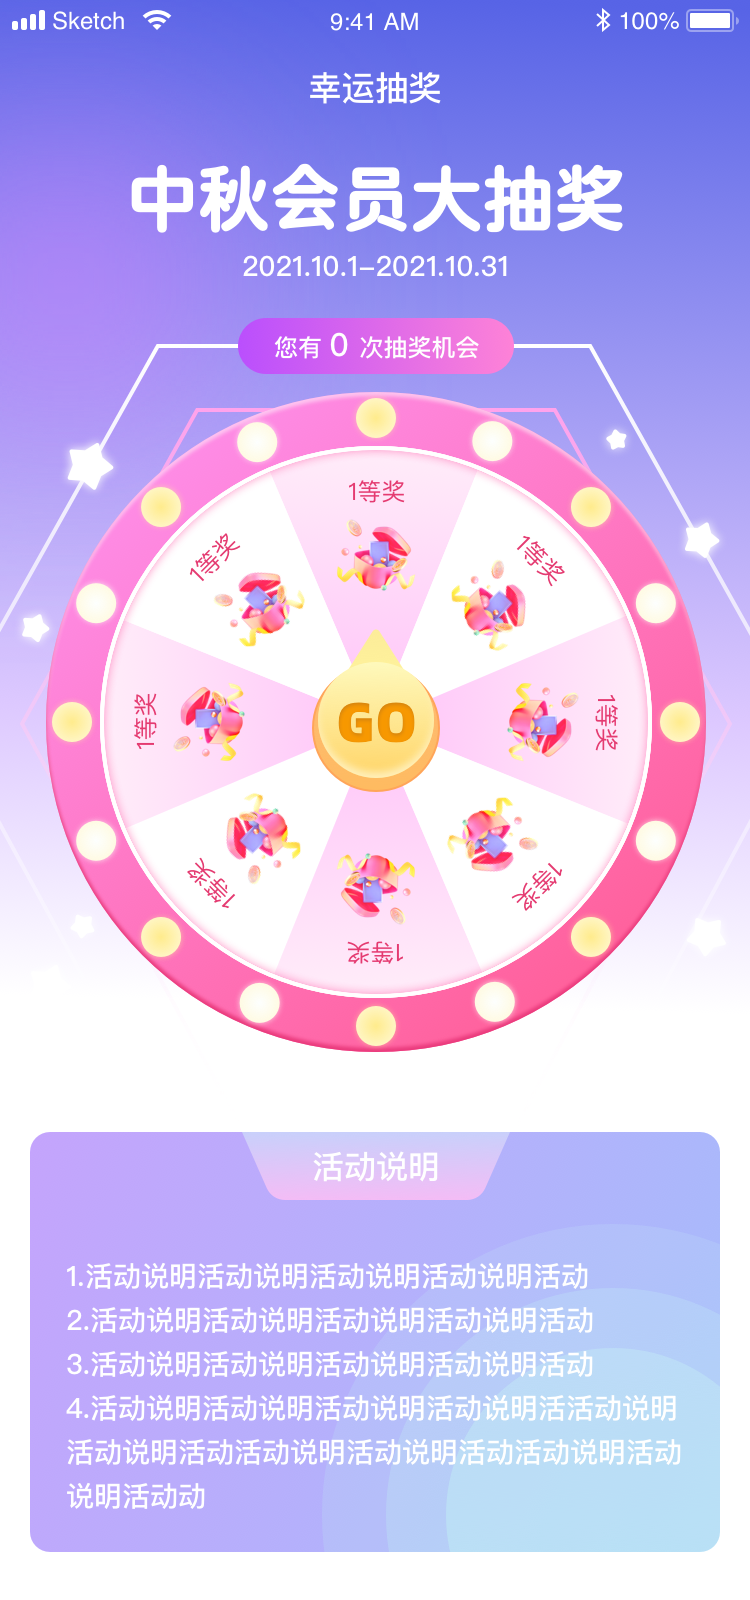 Sketch 9:41 AM 100%
幸运抽奖
中秋会员大抽奖
2021.10.1-2021.10.31
您有 0 次抽奖机会
1等奖
1等奖
1等奖
1等奖
1等奖
GO
1等奖
1等奖
1等奖
活动说明
1.活动说明活动说明活动说明活动说明活动
2.活动说明活动说明活动说明活动说明活动
3.活动说明活动说明活动说明活动说明活动
4.活动说明活动说明活动说明活动说明活活动说明
活动说明活动活动说明活动说明活动活动说明活动
说明活动动